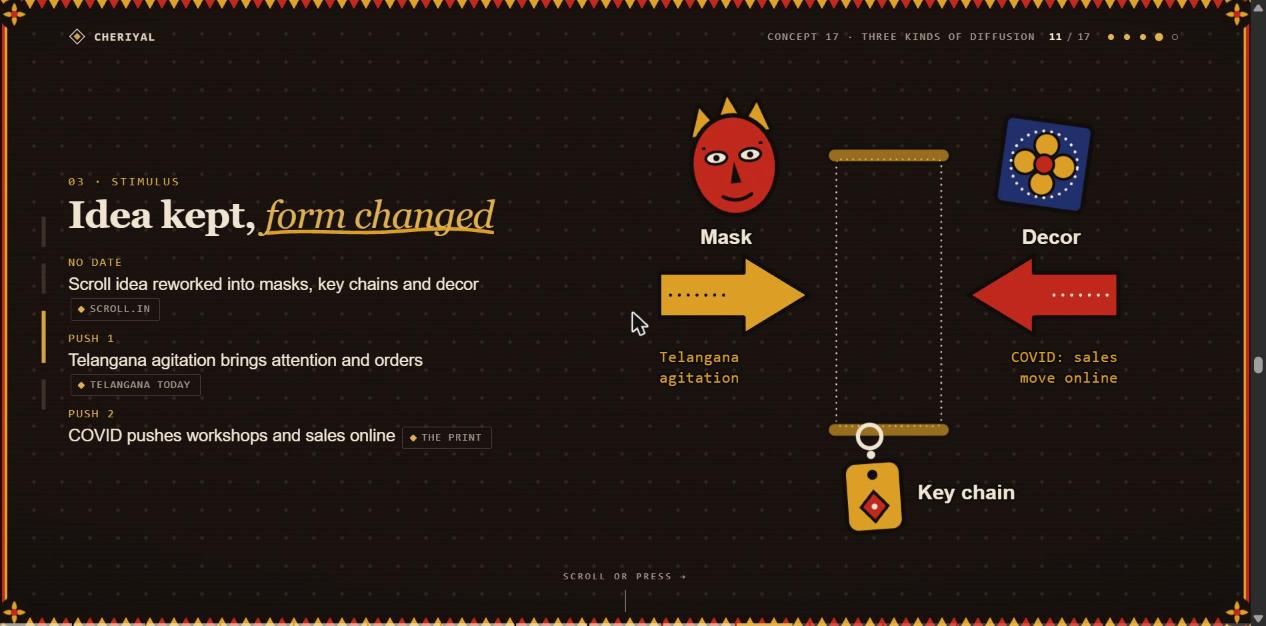 CHERIYAL
CONCEPT 17 · THREE KINDS OF DIFFUSION 11 / 17
03 · STIMULUS
Idea kept, form changed
NO DATE
Scroll idea reworked into masks, key chains and decor
SCROLL.IN
PUSH 1
Telangana agitation brings attention and orders
TELANGANA TODAY
PUSH 2
COVID pushes workshops and sales online THE PRINT
Mask
Decor
Telangana
agitation
COVID: sales
move online
Key chain
SCROLL OR PRESS →